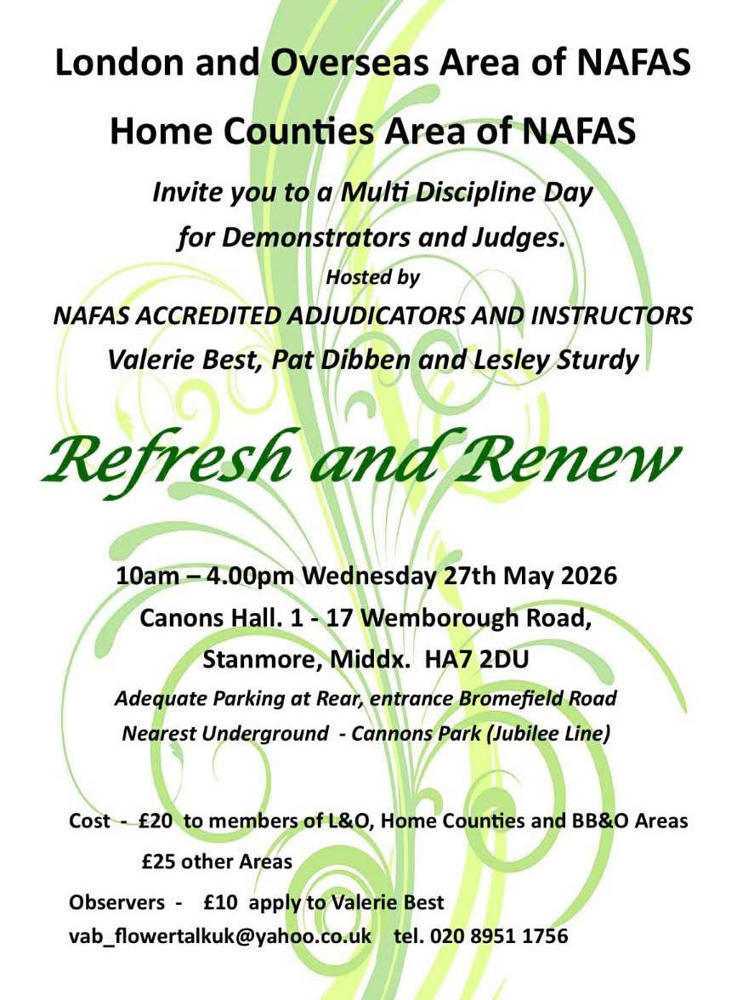 London and Overseas Area of NAFAS
Home Counties Area of NAFAS
Invite you to a Multi Discipline Day
for Demonstrators and Judges.
Hosted by
NAFAS ACCREDITED ADJUDICATORS AND INSTRUCTORS
Valerie Best, Pat Dibben and Lesley Sturdy
Refresh and Renew
10am – 4.00pm Wednesday 27th May 2026
Canons Hall. 1 - 17 Wemborough Road,
Stanmore, Middx.  HA7 2DU
Adequate Parking at Rear, entrance Bromefield Road
Nearest Underground  - Cannons Park (Jubilee Line)
Cost  -  £20  to members of L&O, Home Counties and BB&O Areas
£25 other Areas
Observers  -   £10  apply to Valerie Best
vab_flowertalkuk@yahoo.co.uk    tel. 020 8951 1756